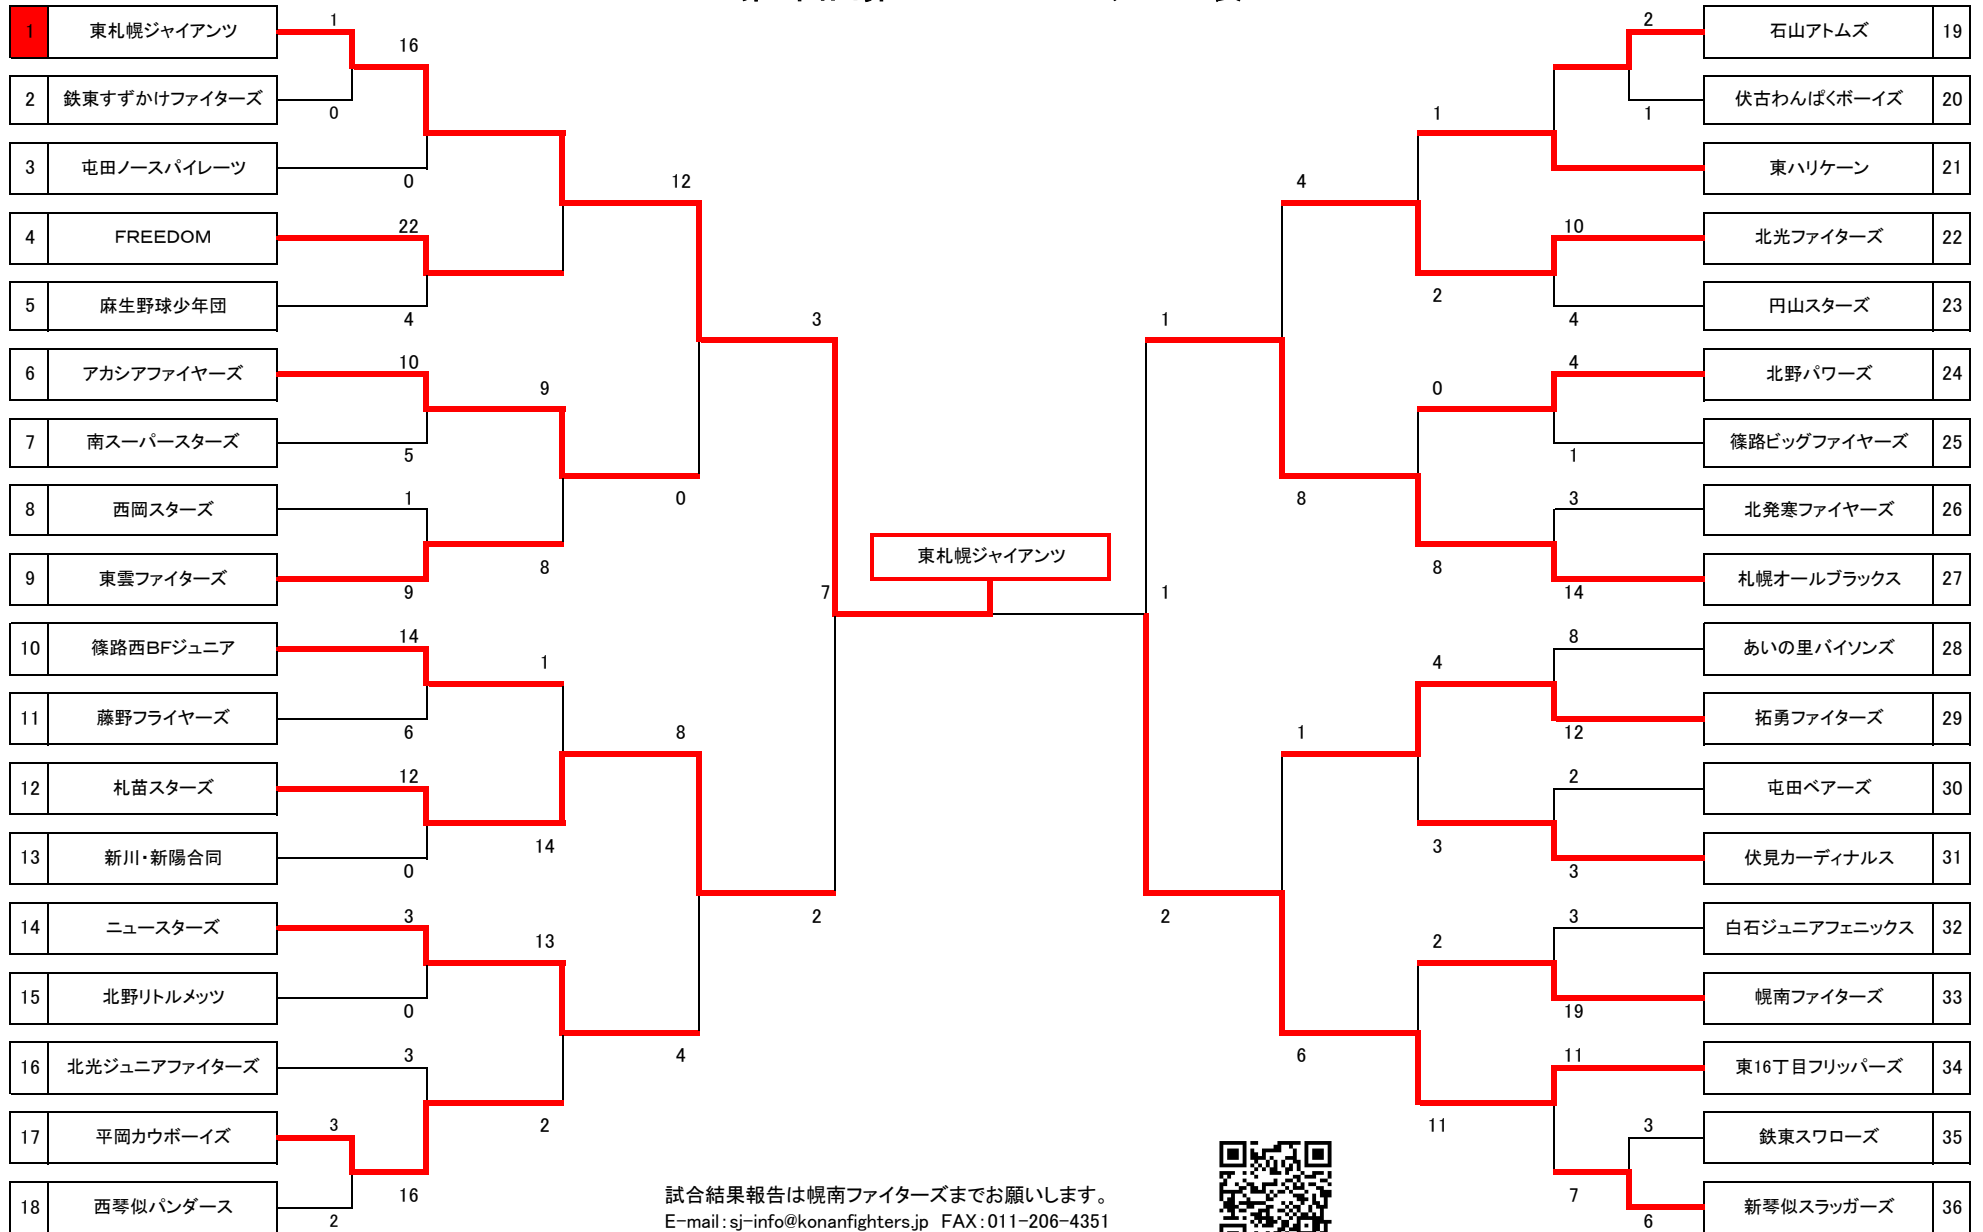 1 東札幌ジャイアンツ
2 鉄東すずかけファイターズ
3 屯田ノースパイレーツ
4 FREEDOM
5 麻生野球少年団
6 アカシアファイヤーズ
7 南スーパースターズ
8 西岡スターズ
9 東雲ファイターズ
10 篠路西BFジュニア
11 藤野フライヤーズ
12 札苗スターズ
13 新川・新陽合同
14 ニュースターズ
15 北野リトルメッツ
16 北光ジュニアファイターズ
17 平岡カウボーイズ
18 西琴似パンダース
1
0
3
2
16
0
22
4
10
5
1
9
14
6
12
0
3
0
3
16
9
8
1
14
13
2
12
0
8
4
3
2
7
東札幌ジャイアンツ
1
1
2
4
8
1
6
1
2
0
8
4
3
2
11
10
4
4
1
3
14
8
12
2
3
3
19
11
7
2
1
3
6
石山アトムズ 19
伏古わんぱくボーイズ 20
東ハリケーン 21
北光ファイターズ 22
円山スターズ 23
北野パワーズ 24
篠路ビッグファイヤーズ 25
北発寒ファイヤーズ 26
札幌オールブラックス 27
あいの里バイソンズ 28
拓勇ファイターズ 29
屯田ベアーズ 30
伏見カーディナルス 31
白石ジュニアフェニックス 32
幌南ファイターズ 33
東16丁目フリッパーズ 34
鉄東スワローズ 35
新琴似スラッガーズ 36
試合結果報告は幌南ファイターズまでお願いします。
E-mail：sj-info@konanfighters.jp FAX：011-206-4351